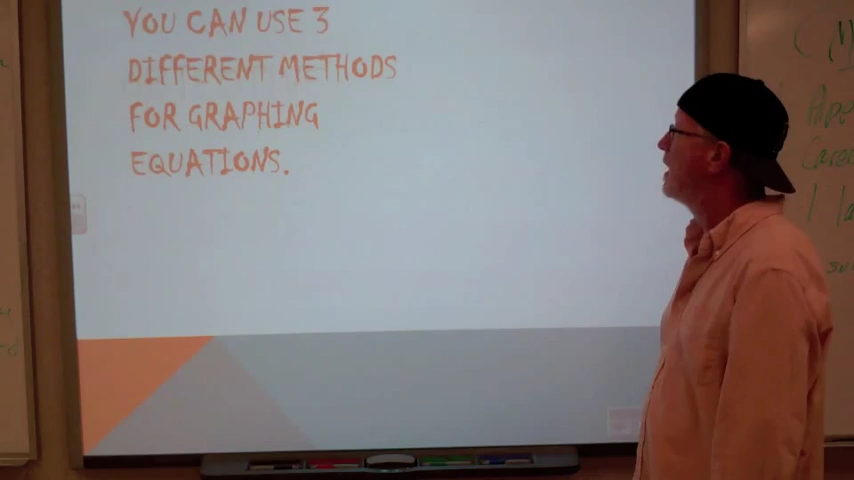 YOU CAN USE 3
DIFFERENT METHODS
FOR GRAPHING
EQUATIONS.